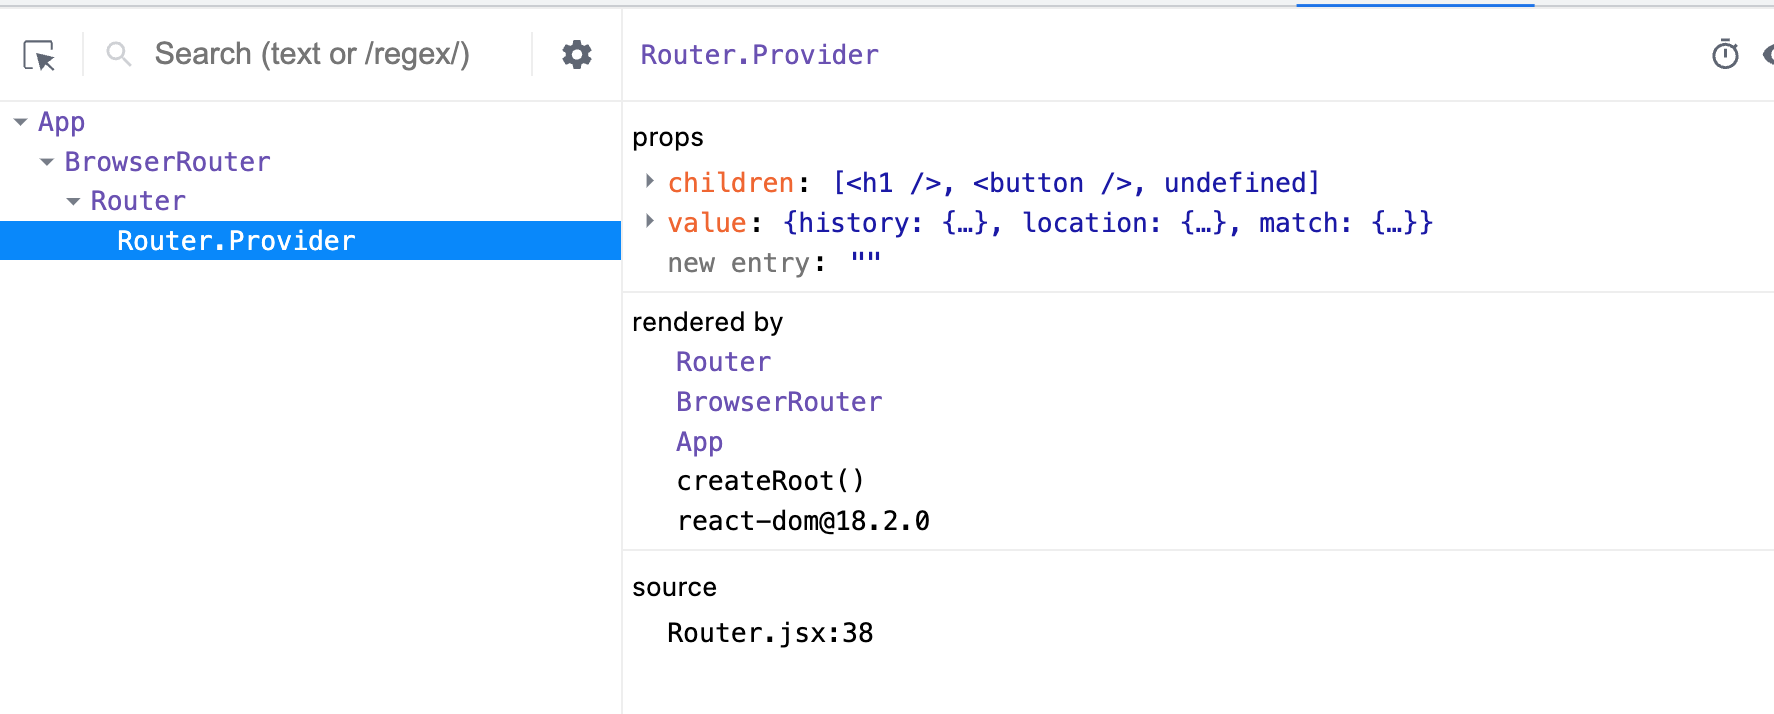 Search (text or /regex/)
Router.Provider
App
BrowserRouter
Router
Router.Provider
props
children: [<h1 />, <button />, undefined]
value: {history: {…}, location: {…}, match: {…}}
new entry: ""
rendered by
Router
BrowserRouter
App
createRoot()
react-dom@18.2.0
source
Router.jsx:38